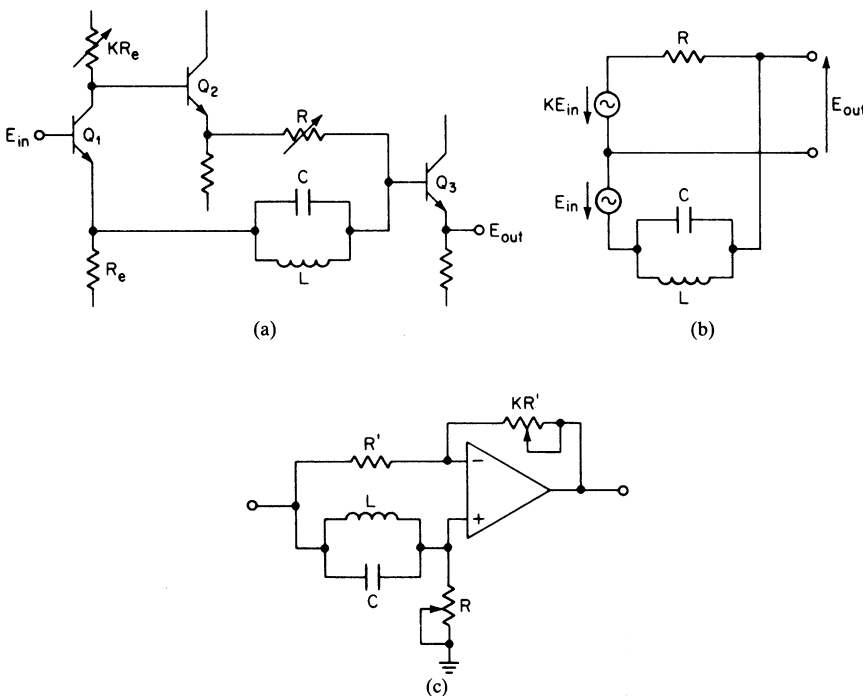 KRe
Q2
Ein
Q1
R
C
Q3
L
Eout
Re
(a)
R
KEin
Eout
Ein
C
L
(b)
KR'
R'
−
L
+
C
R
(c)